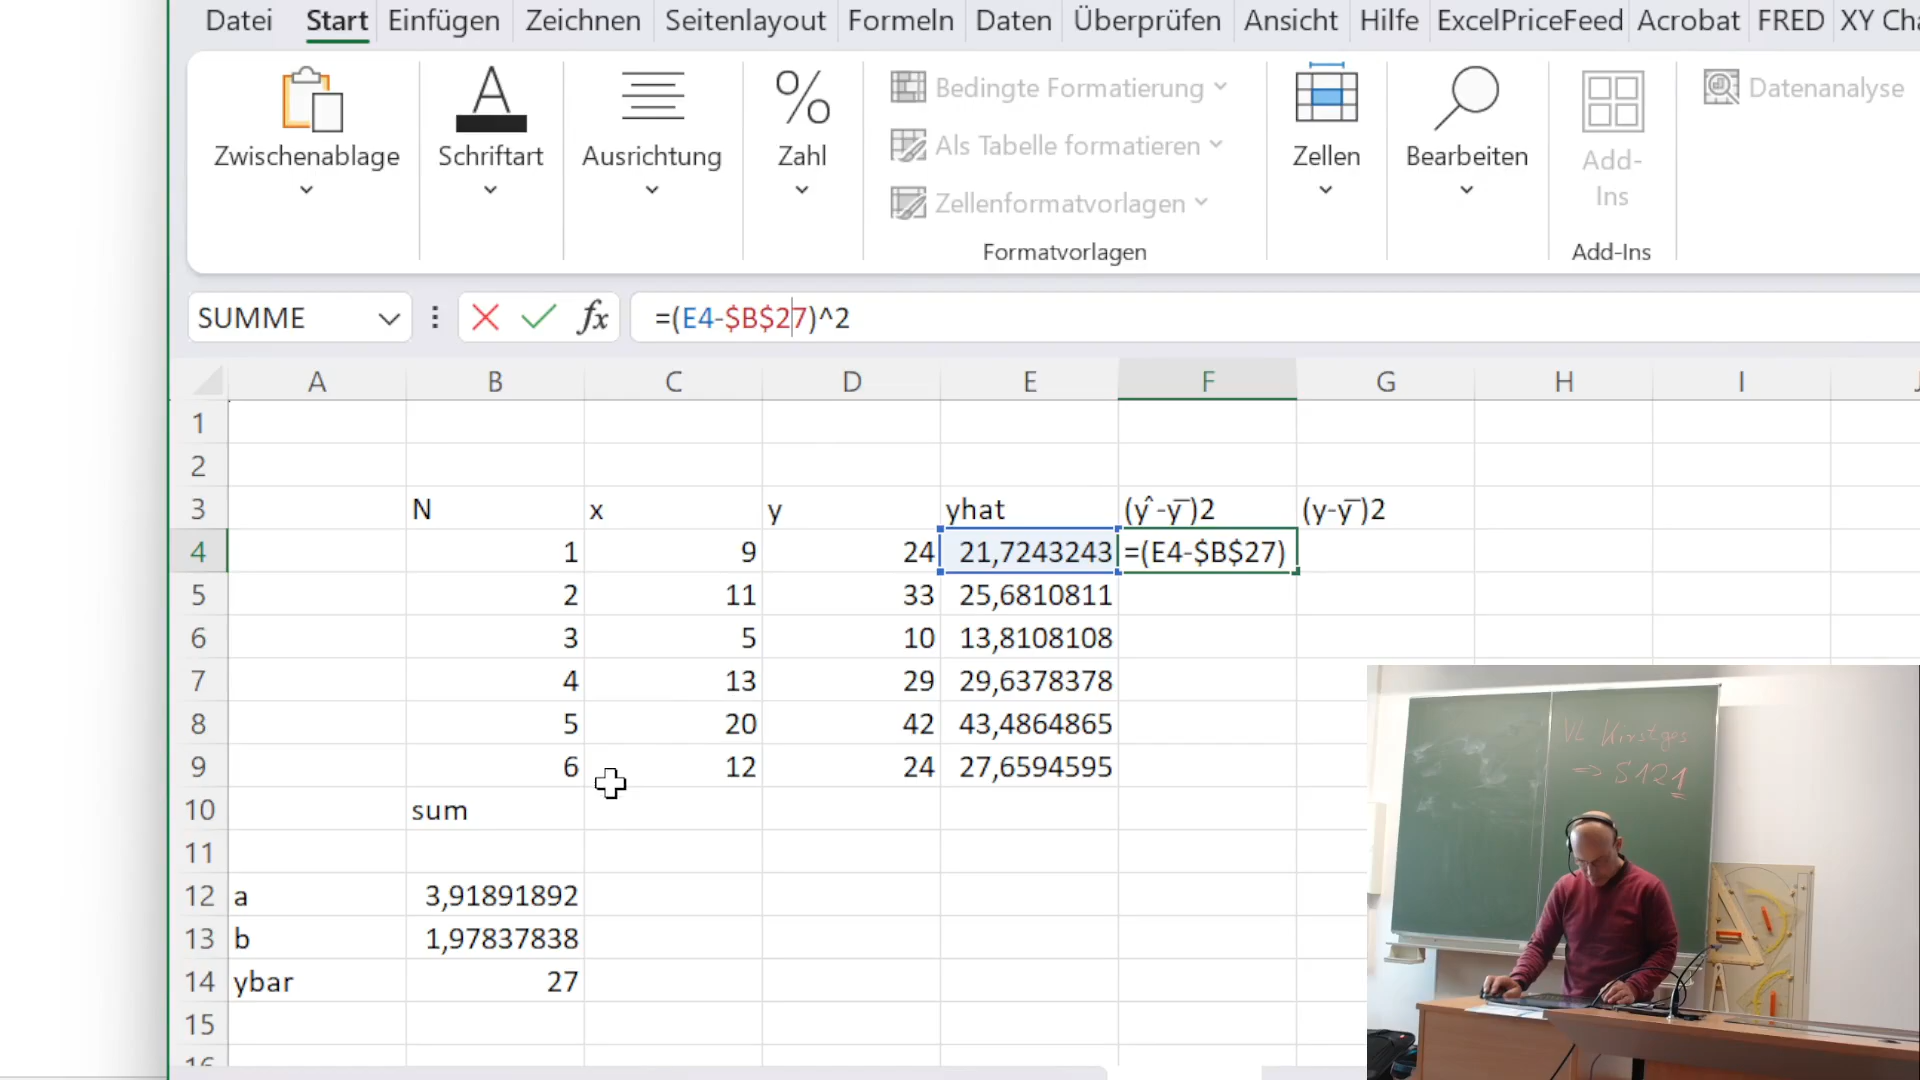 Datei Start Einfügen Zeichnen Seitenlayout Formeln Daten Überprüfen Ansicht Hilfe ExcelPriceFeed Acrobat FRED XY Cha
Zwischenablage
Schriftart
Ausrichtung
%
Zahl
Bedingte Formatierung
Als Tabelle formatieren
Zellenformatvorlagen
Formatvorlagen
Zellen
Bearbeiten
Add-
Ins
Add-Ins
Datenanalyse
SUMME fx =(E4-$B$27)^2
A B C D E F G H I J
1
2
3 N x y yhat (yˆ-y‾)2 (y-y‾)2
4 1 9 24 21,7243243 =(E4-$B$27)
5 2 11 33 25,6810811
6 3 5 10 13,8108108
7 4 13 29 29,6378378
8 5 20 42 43,4864865
9 6 12 24 27,6594595
10 sum
11
12 a 3,91891892
13 b 1,97837838
14 ybar 27
15
16
VL Kirstges
=> S121